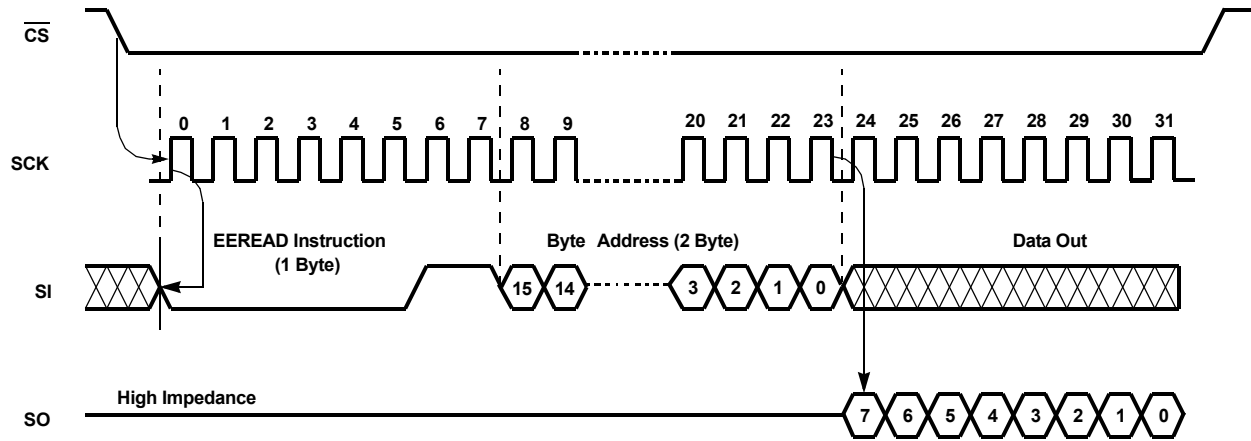 CS
0 1 2 3 4 5 6 7 8 9 20 21 22 23 24 25 26 27 28 29 30 31
SCK
EEREAD Instruction
(1 Byte)
Byte Address (2 Byte)
Data Out
SI
15 14 3 2 1 0
High Impedance
SO
7 6 5 4 3 2 1 0